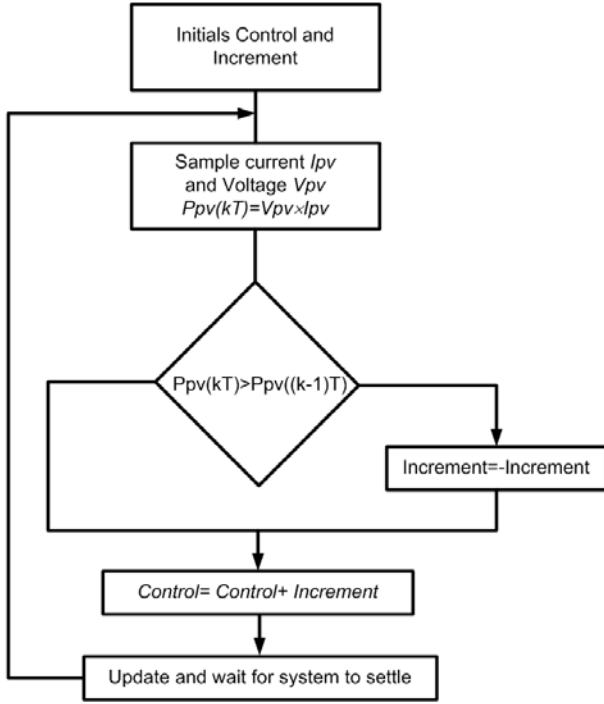 Initials Control and
Increment
Sample current Ipv
and Voltage Vpv
Ppv(kT)=Vpv×Ipv
Ppv(kT)>Ppv((k-1)T)
Increment=-Increment
Control= Control+ Increment
Update and wait for system to settle